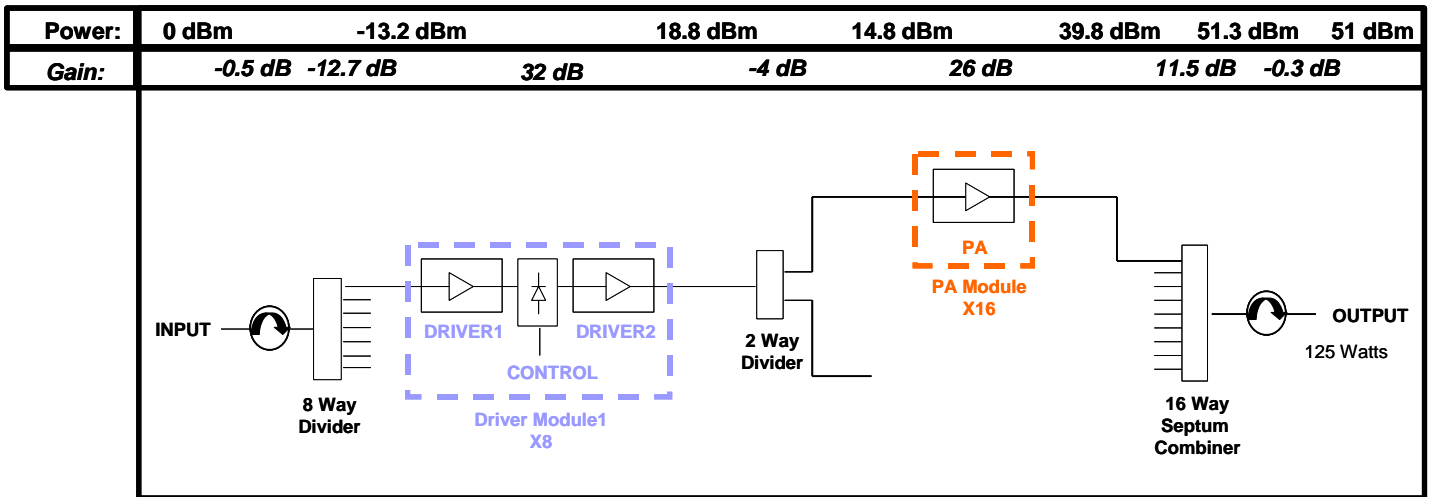 Power: 0 dBm -13.2 dBm 18.8 dBm 14.8 dBm 39.8 dBm 51.3 dBm 51 dBm
Gain: -0.5 dB -12.7 dB 32 dB -4 dB 26 dB 11.5 dB -0.3 dB
PA
PA Module
X16
INPUT
DRIVER1
DRIVER2
CONTROL
2 Way
Divider
OUTPUT
125 Watts
8 Way
Divider
Driver Module1
X8
16 Way
Septum
Combiner